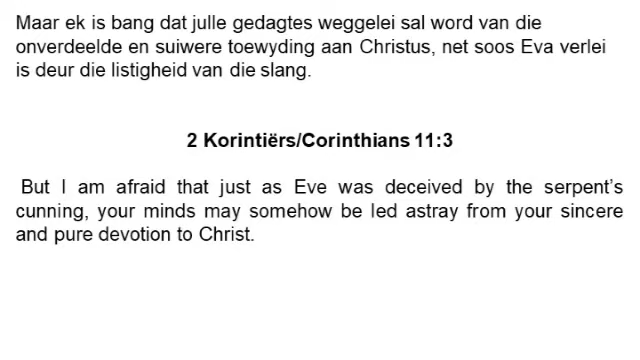 Maar ek is bang dat julle gedagtes weggelei sal word van die
onverdeelde en suiwere toewyding aan Christus, net soos Eva verlei
is deur die listigheid van die slang.
2 Korintiërs/Corinthians 11:3
But I am afraid that just as Eve was deceived by the serpent’s
cunning, your minds may somehow be led astray from your sincere
and pure devotion to Christ.